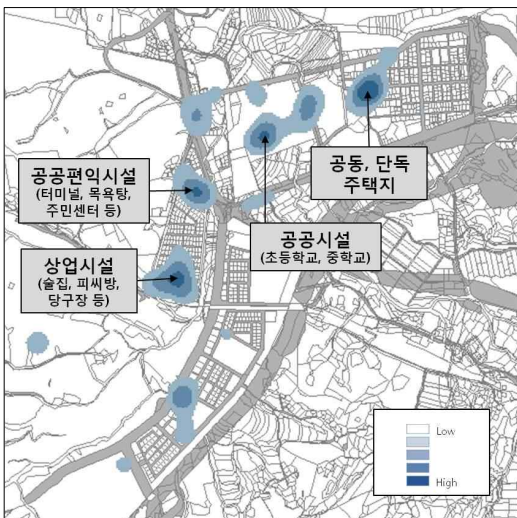 공동, 단독
주택지
공공편익시설
(터미널, 목욕탕,
주민센터 등)
공공시설
(초등학교, 중학교)
상업시설
(술집, 피씨방,
당구장 등)
Low
High